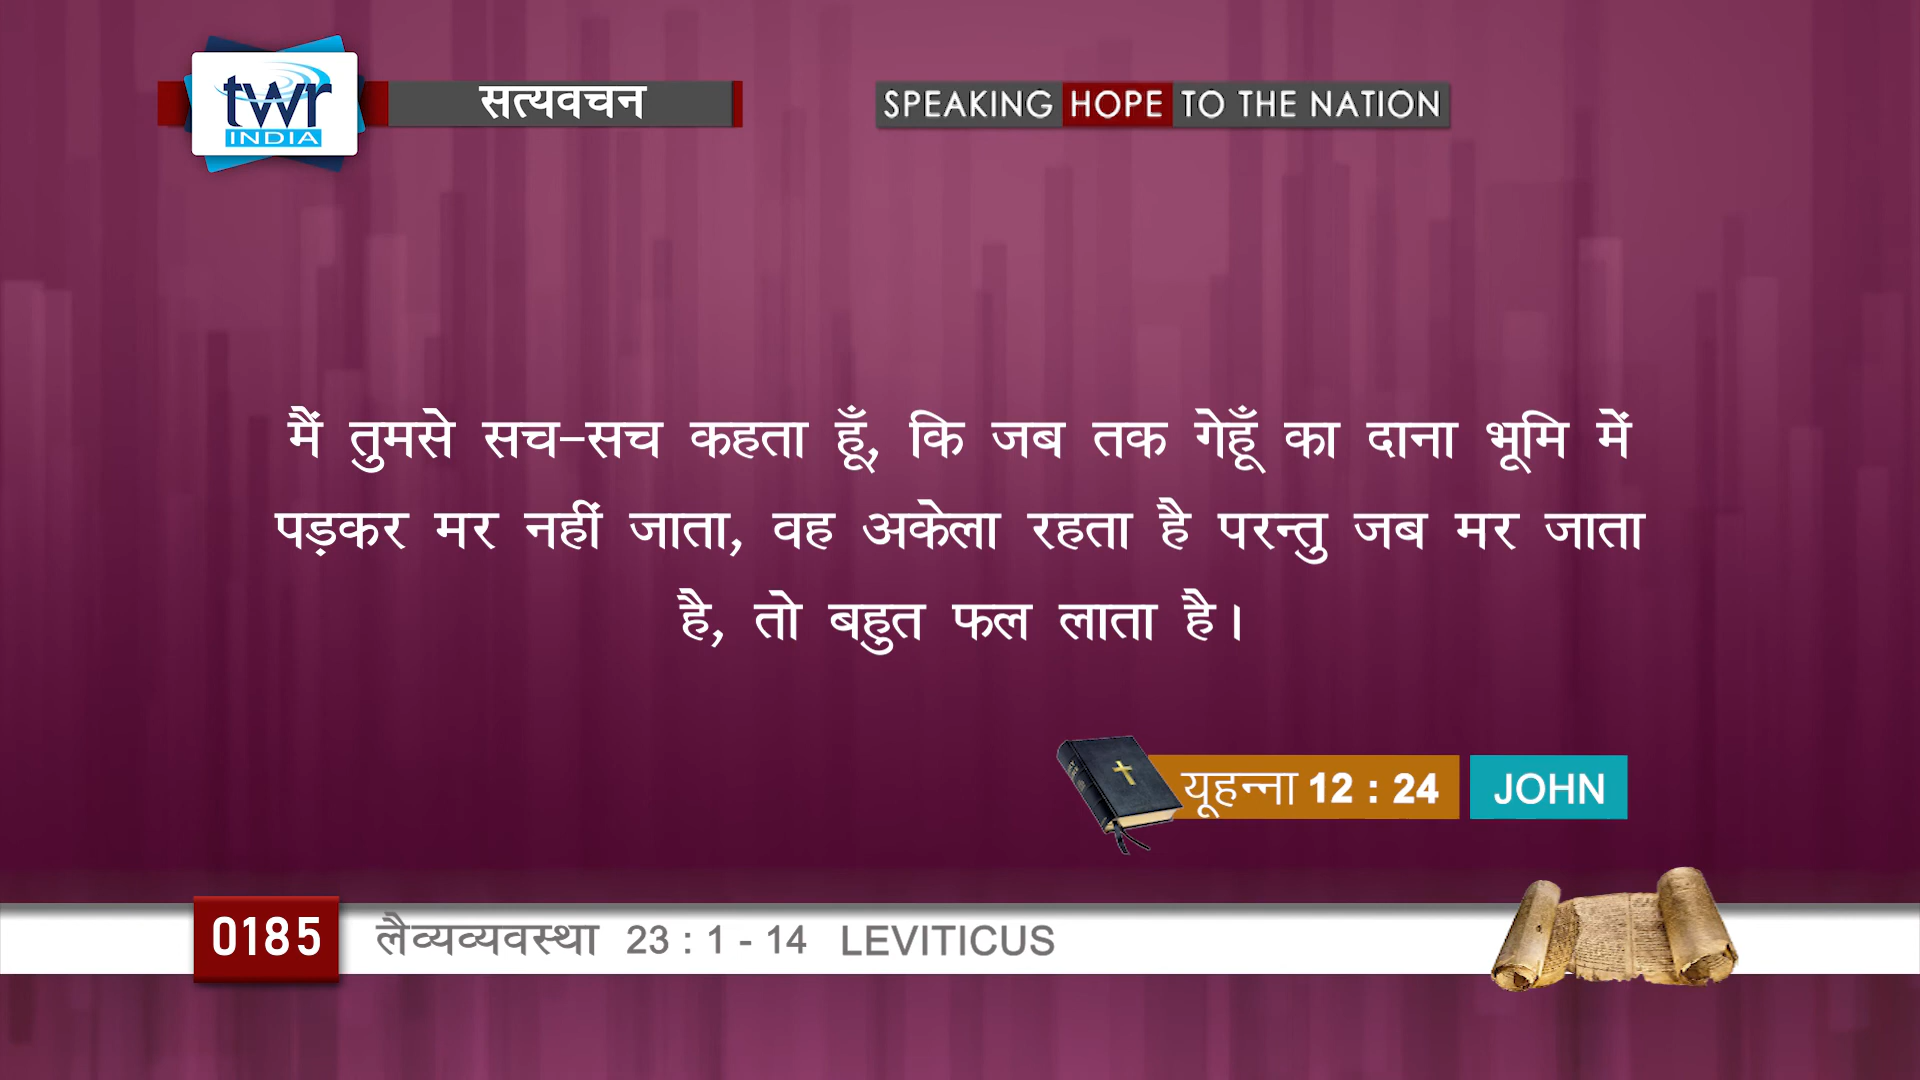 twr
INDIA
सत्यवचन
SPEAKING HOPE TO THE NATION
मैं तुमसे सच-सच कहता हूँ, कि जब तक गेहूँ का दाना भूमि में
पड़कर मर नहीं जाता, वह अकेला रहता है परन्तु जब मर जाता
है, तो बहुत फल लाता है।
यूहन्ना 12 : 24 JOHN
0185 लैव्यव्यवस्था 23 : 1 - 14 LEVITICUS